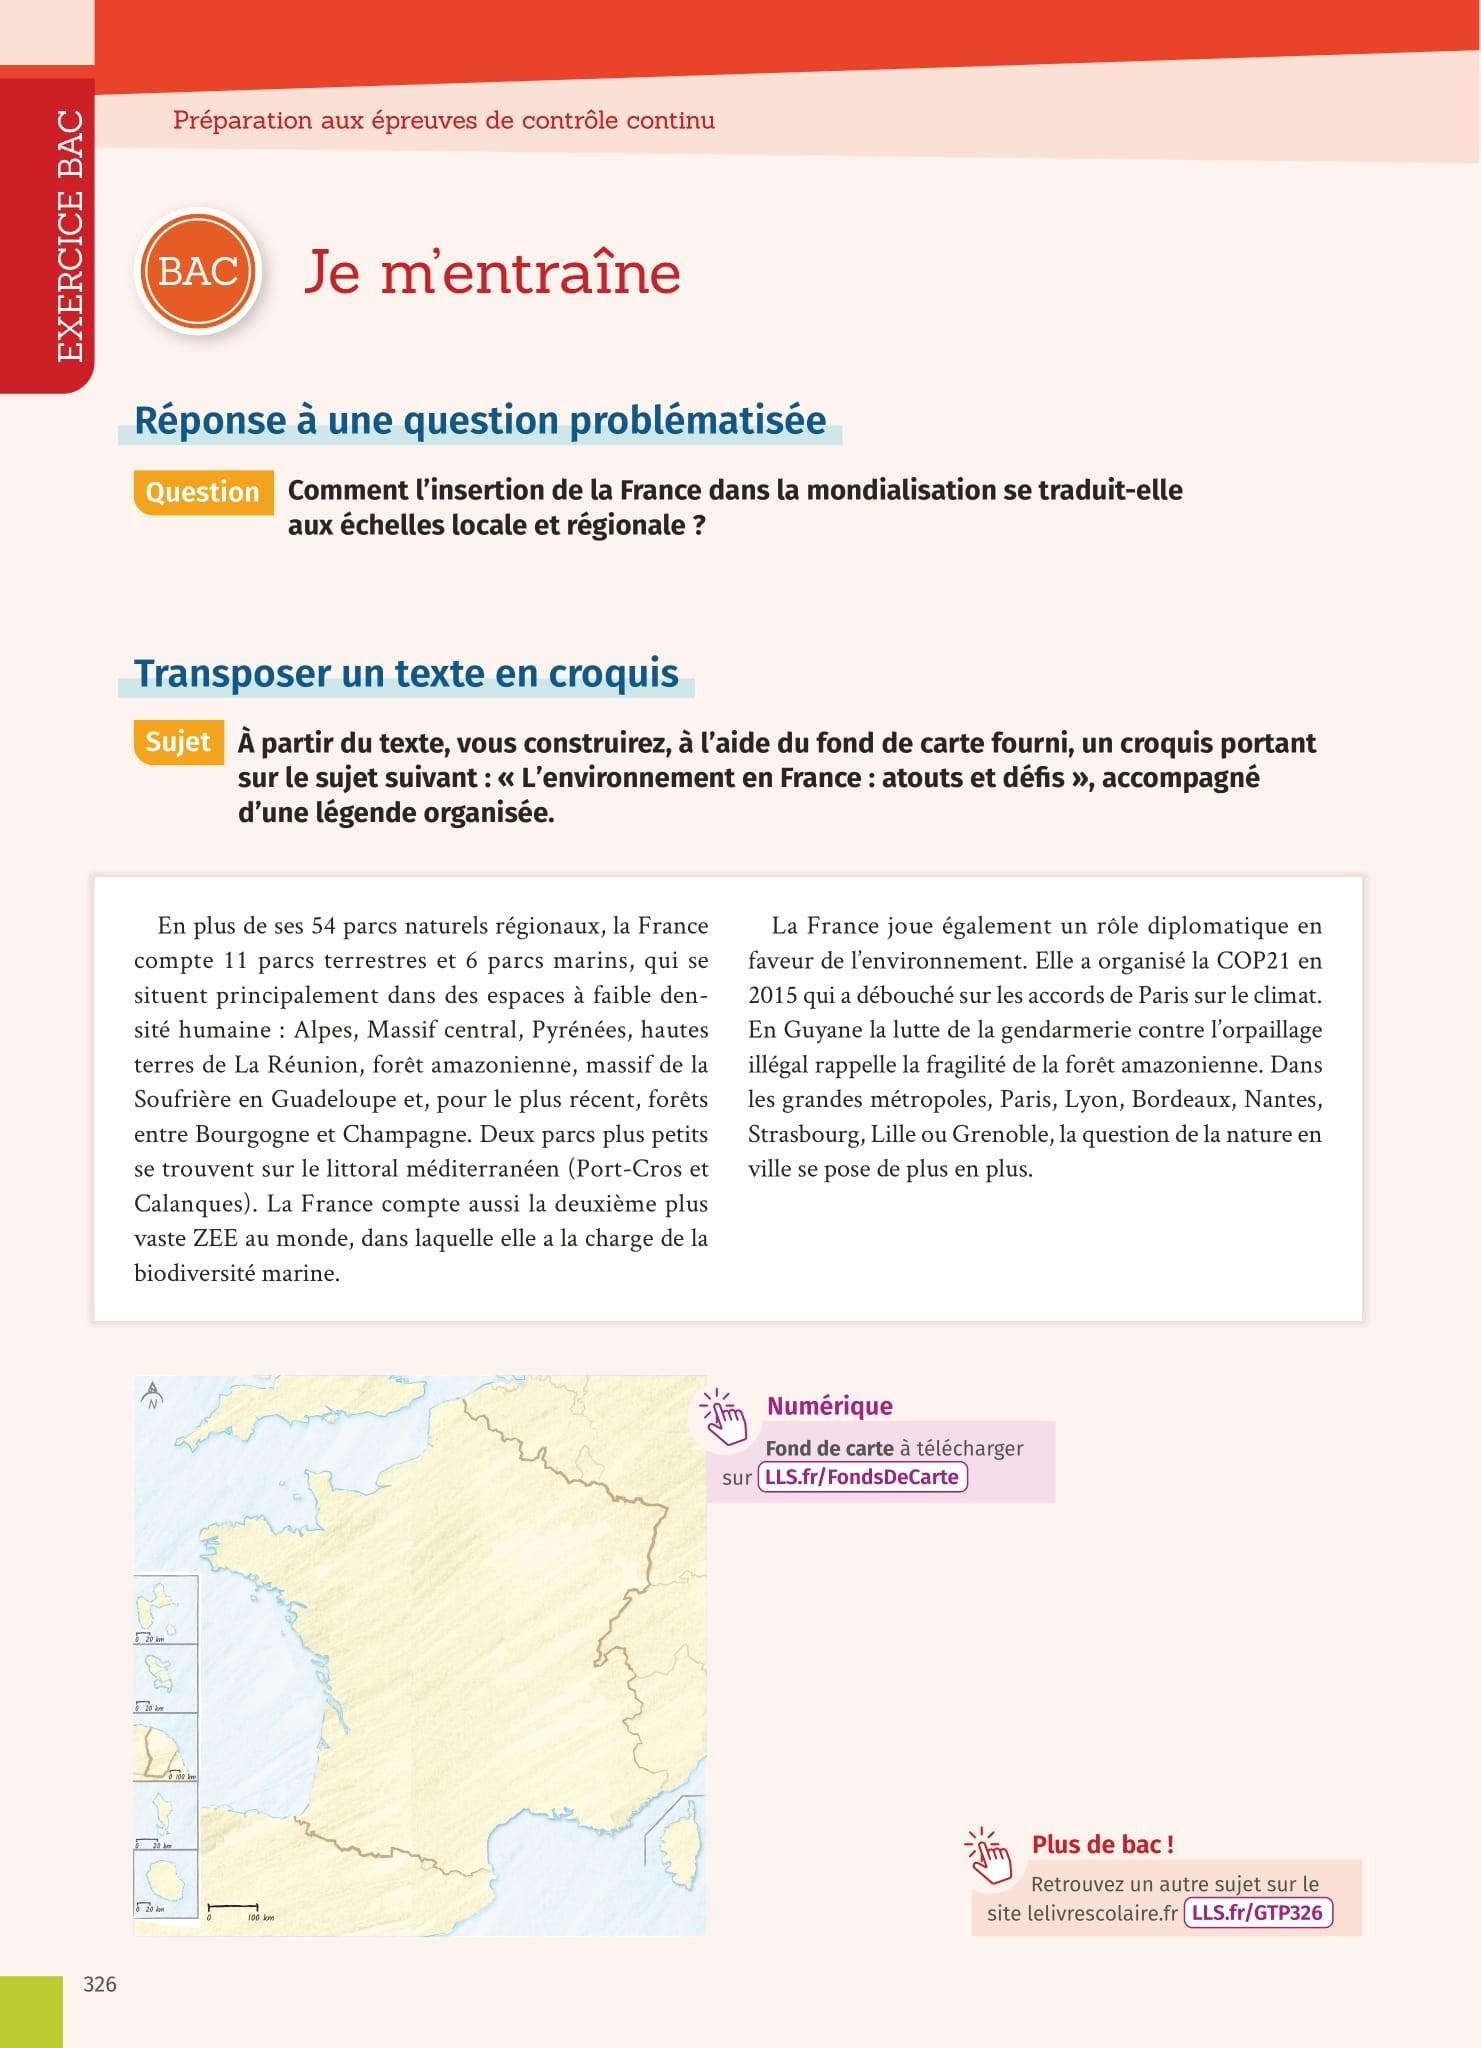 Préparation aux épreuves de contrôle continu
EXERCICE BAC
BAC
Je m'entraîne
Réponse à une question problématisée
Question
Comment l'insertion de la France dans la mondialisation se traduit-elle
aux échelles locale et régionale ?
Transposer un texte en croquis
Sujet
À partir du texte, vous construirez, à l'aide du fond de carte fourni, un croquis portant
sur le sujet suivant : « L'environnement en France : atouts et défis », accompagné
d'une légende organisée.
En plus de ses 54 parcs naturels régionaux, la France
compte 11 parcs terrestres et 6 parcs marins, qui se
situent principalement dans des espaces à faible den-
sité humaine : Alpes, Massif central, Pyrénées, hautes
terres de La Réunion, forêt amazonienne, massif de la
Soufrière en Guadeloupe et, pour le plus récent, forêts
entre Bourgogne et Champagne. Deux parcs plus petits
se trouvent sur le littoral méditerranéen (Port-Cros et
Calanques). La France compte aussi la deuxième plus
vaste ZEE au monde, dans laquelle elle a la charge de la
biodiversité marine.
La France joue également un rôle diplomatique en
faveur de l'environnement. Elle a organisé la COP21 en
2015 qui a débouché sur les accords de Paris sur le climat.
En Guyane la lutte de la gendarmerie contre l'orpaillage
illégal rappelle la fragilité de la forêt amazonienne. Dans
les grandes métropoles, Paris, Lyon, Bordeaux, Nantes,
Strasbourg, Lille ou Grenoble, la question de la nature en
ville se pose de plus en plus.
N
0 20 km
0 20 km
0 100 km
0 20 km
0 20 km
0 100 km
Numérique
Fond de carte à télécharger
sur LLS.fr/FondsDeCarte
Plus de bac !
Retrouvez un autre sujet sur le
site lelivrescolaire.fr LLS.fr/GTP326
326